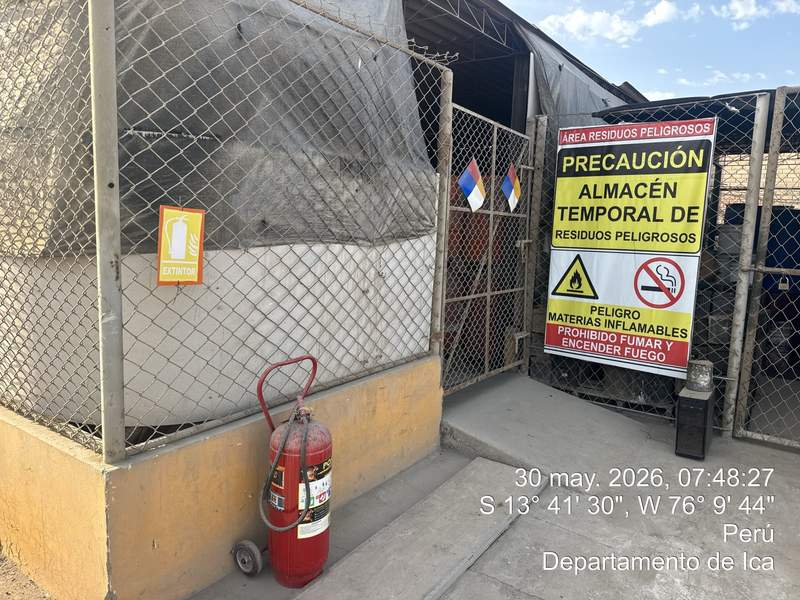 ÁREA RESIDUOS PELIGROSOS
PRECAUCIÓN
ALMACÉN
TEMPORAL DE
RESIDUOS PELIGROSOS
PELIGRO
MATERIAS INFLAMABLES
PROHIBIDO FUMAR Y
ENCENDER FUEGO
EXTINTOR
30 may. 2026, 07:48:27
S 13° 41' 30", W 76° 9' 44"
Perú
Departamento de Ica